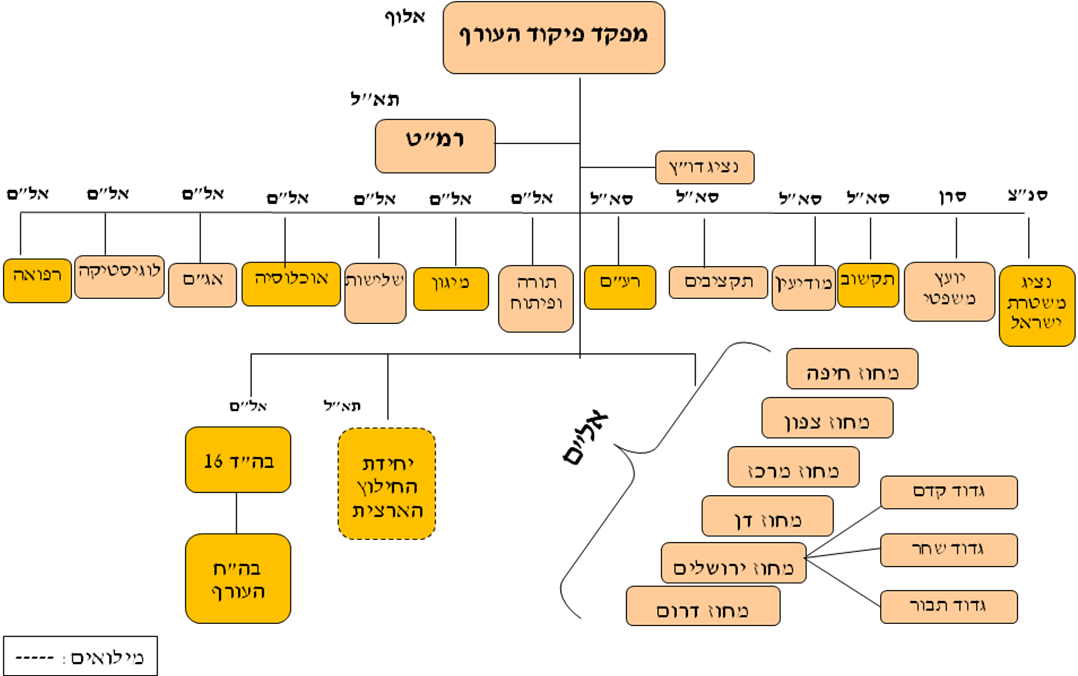 אלוף
מפקד פיקוד העורף
תא"ל
רמ"ט
נציג דו"ץ
סנ"צ
סרן
סא"ל
סא"ל
סא"ל
סא"ל
אל"ם
אל"ם
אל"ם
אל"ם
אל"ם
אל"ם
אל"ם
נציג
משטרת
ישראל
יועץ
משפטי
תקשוב
מודיעין
תקציבים
רע"ם
תורה
ופיתוח
מיגון
שלישות
אוכלוסיה
אג"ם
לוגיסטיקה
רפואה
אל"ם
מחוז חיפה
מחוז צפון
מחוז מרכז
מחוז דן
מחוז ירושלים
מחוז דרום
גדוד קדם
גדוד שחר
גדוד תבור
תא"ל
יחידת
החילוץ
הארצית
אל"ם
בה"ד 16
בה"ח
העורף
מילואים: -----